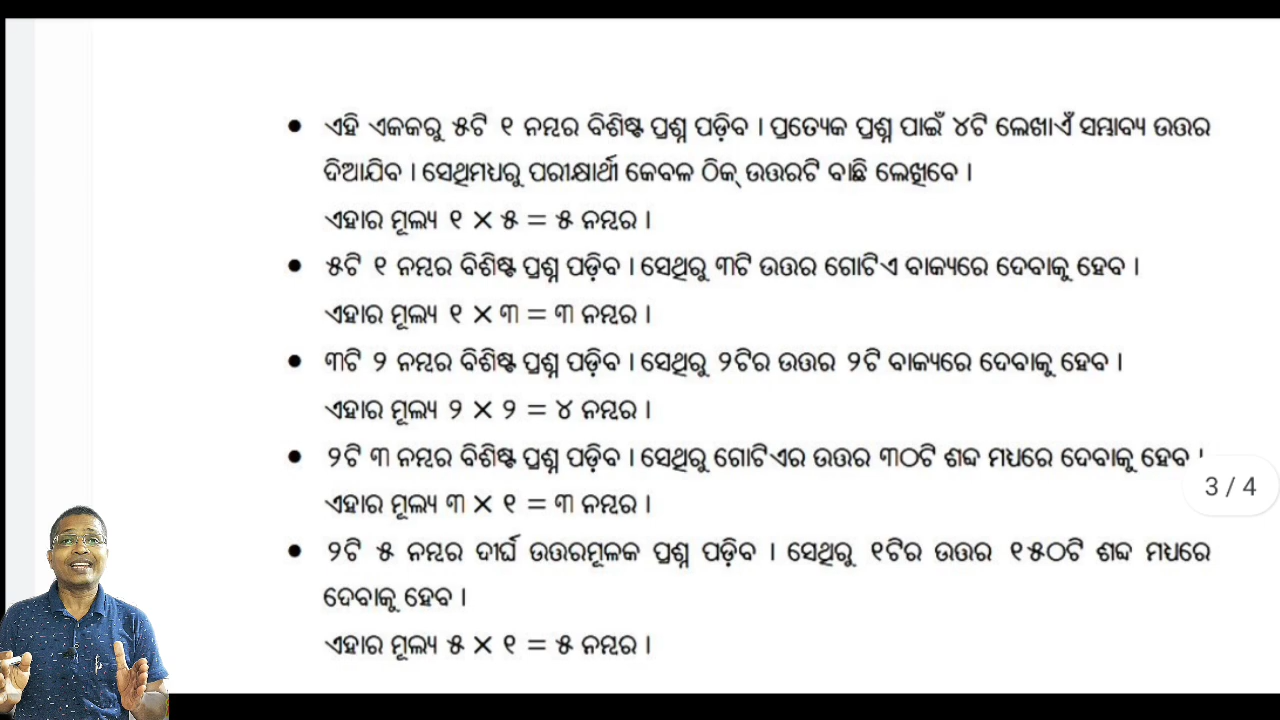 • ଏହି ଏକକରୁ ୫ଟି ୧ ନମ୍ବର ବିଶିଷ୍ଟ ପ୍ରଶ୍ନ ପଡ଼ିବ । ପ୍ରତ୍ୟେକ ପ୍ରଶ୍ନ ପାଇଁ ୪ଟି ଲେଖାଏଁ ସମ୍ଭାବ୍ୟ ଉତ୍ତର
ଦିଆଯିବ । ସେଥିମଧ୍ୟରୁ ପରୀକ୍ଷାର୍ଥୀ କେବଳ ଠିକ୍ ଉତ୍ତରଟି ବାଛି ଲେଖିବେ ।
ଏହାର ମୂଲ୍ୟ ୧ × ୫ = ୫ ନମ୍ବର ।
• ୫ଟି ୧ ନମ୍ବର ବିଶିଷ୍ଟ ପ୍ରଶ୍ନ ପଡ଼ିବ । ସେଥିରୁ ୩ଟି ଉତ୍ତର ଗୋଟିଏ ବାକ୍ୟରେ ଦେବାକୁ ହେବ ।
ଏହାର ମୂଲ୍ୟ ୧ × ୩ = ୩ ନମ୍ବର ।
• ୩ଟି ୨ ନମ୍ବର ବିଶିଷ୍ଟ ପ୍ରଶ୍ନ ପଡ଼ିବ । ସେଥିରୁ ୨ଟିର ଉତ୍ତର ୨ଟି ବାକ୍ୟରେ ଦେବାକୁ ହେବ ।
ଏହାର ମୂଲ୍ୟ ୨ × ୨ = ୪ ନମ୍ବର ।
• ୨ଟି ୩ ନମ୍ବର ବିଶିଷ୍ଟ ପ୍ରଶ୍ନ ପଡ଼ିବ । ସେଥିରୁ ଗୋଟିଏର ଉତ୍ତର ୩୦ଟି ଶବ୍ଦ ମଧ୍ୟରେ ଦେବାକୁ ହେବ ।
3 / 4
ଏହାର ମୂଲ୍ୟ ୩ × ୧ = ୩ ନମ୍ବର ।
• ୨ଟି ୫ ନମ୍ବର ଦୀର୍ଘ ଉତ୍ତରମୂଳକ ପ୍ରଶ୍ନ ପଡ଼ିବ । ସେଥିରୁ ୧ଟିର ଉତ୍ତର ୧୫୦ଟି ଶବ୍ଦ ମଧ୍ୟରେ
ଦେବାକୁ ହେବ ।
ଏହାର ମୂଲ୍ୟ ୫ × ୧ = ୫ ନମ୍ବର ।